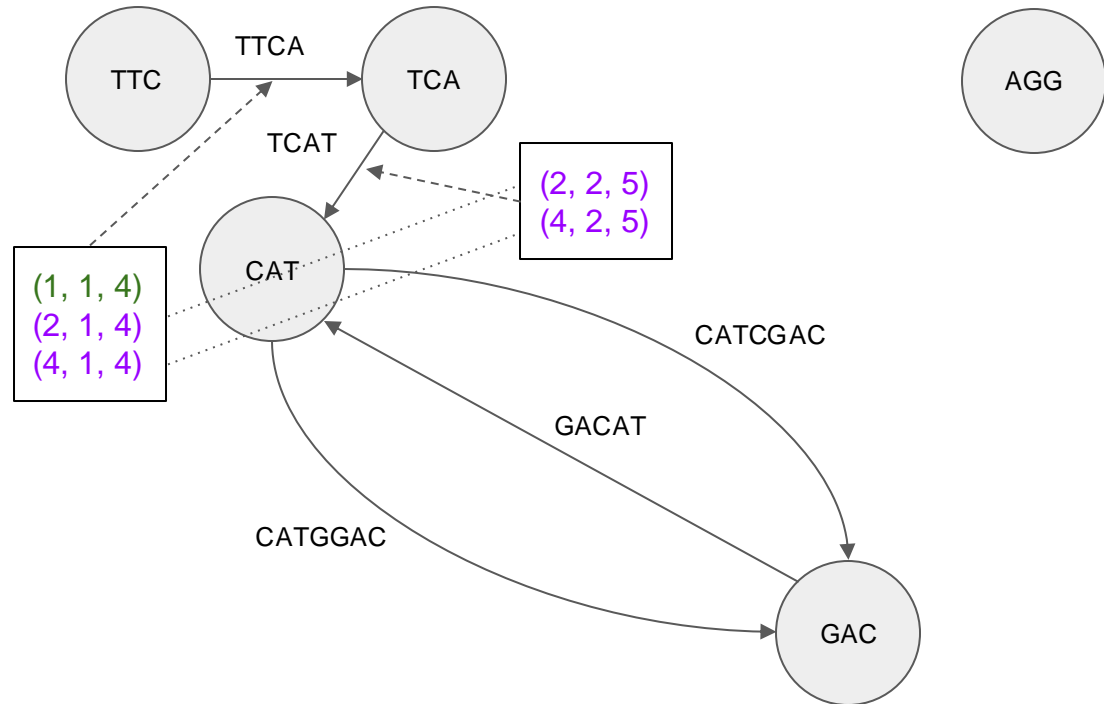 TTCA
TTC
TCA
AGG
TCAT
(2, 2, 5)
(4, 2, 5)
CAT
(1, 1, 4)
(2, 1, 4)
(4, 1, 4)
CATCGAC
GACAT
CATGGAC
GAC